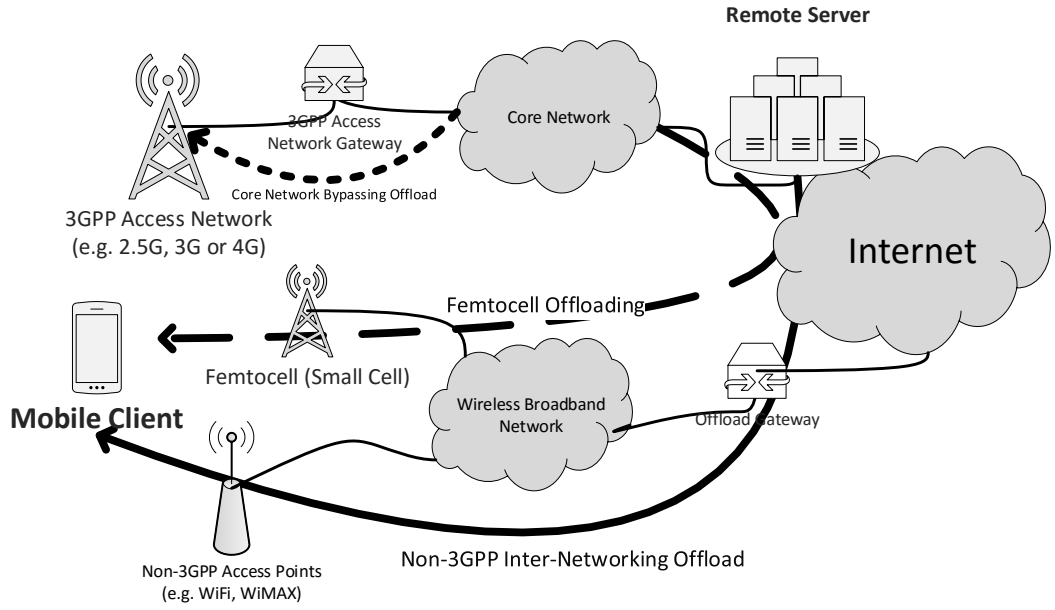 Remote Server
Core Network
3GPP Access
Network Gateway
Core Network Bypassing Offload
3GPP Access Network
(e.g. 2.5G, 3G or 4G)
Internet
Femtocell Offloading
Femtocell (Small Cell)
Mobile Client
Wireless Broadband
Network
Offload Gateway
Non-3GPP Inter-Networking Offload
Non-3GPP Access Points
(e.g. WiFi, WiMAX)